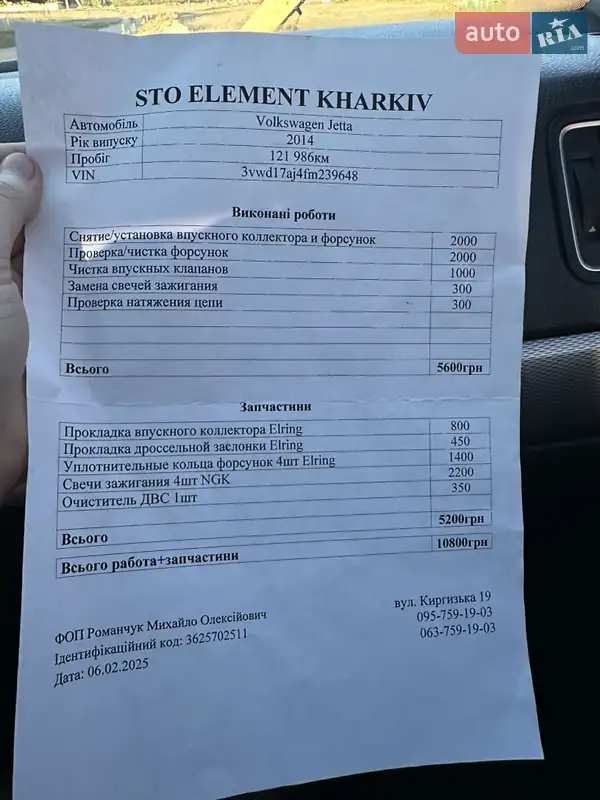 auto RIA .com
STO ELEMENT KHARKIV
Автомобіль Volkswagen Jetta
Рік випуску 2014
Пробіг 121 986км
VIN 3vwd17aj4fm239648
Виконані роботи
Снятие/установка впускного коллектора и форсунок 2000
Проверка/чистка форсунок 2000
Чистка впускных клапанов 1000
Замена свечей зажигания 300
Проверка натяжения цепи 300
Всього 5600грн
Запчастини
Прокладка впускного коллектора Elring 800
Прокладка дроссельной заслонки Elring 450
Уплотнительные кольца форсунок 4шт Elring 1400
Свечи зажигания 4шт NGK 2200
Очиститель ДВС 1шт 350
Всього 5200грн
Всього работа+запчастини 10800грн
ФОП Романчук Михайло Олексійович вул. Киргизька 19
Ідентифікаційний код: 3625702511 095-759-19-03
Дата: 06.02.2025 063-759-19-03